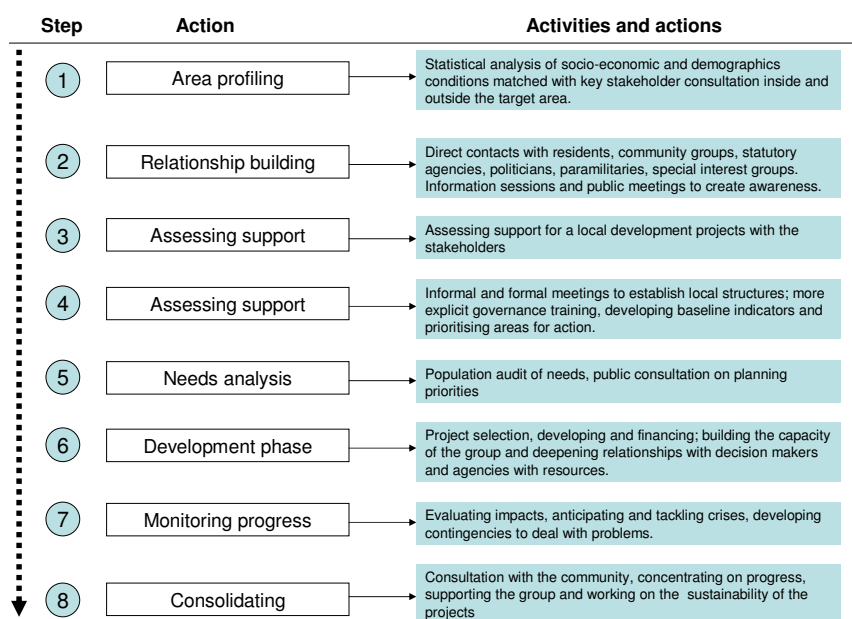 Step Action Activities and actions
1 Area profiling
Statistical analysis of socio-economic and demographics
conditions matched with key stakeholder consultation inside and
outside the target area.
2 Relationship building
Direct contacts with residents, community groups, statutory
agencies, politicians, paramilitaries, special interest groups.
Information sessions and public meetings to create awareness.
3 Assessing support
Assessing support for a local development projects with the
stakeholders
4 Assessing support
Informal and formal meetings to establish local structures; more
explicit governance training, developing baseline indicators and
prioritising areas for action.
5 Needs analysis
Population audit of needs, public consultation on planning
priorities
6 Development phase
Project selection, developing and financing; building the capacity
of the group and deepening relationships with decision makers
and agencies with resources.
7 Monitoring progress
Evaluating impacts, anticipating and tackling crises, developing
contingencies to deal with problems.
8 Consolidating
Consultation with the community, concentrating on progress,
supporting the group and working on the sustainability of the
projects